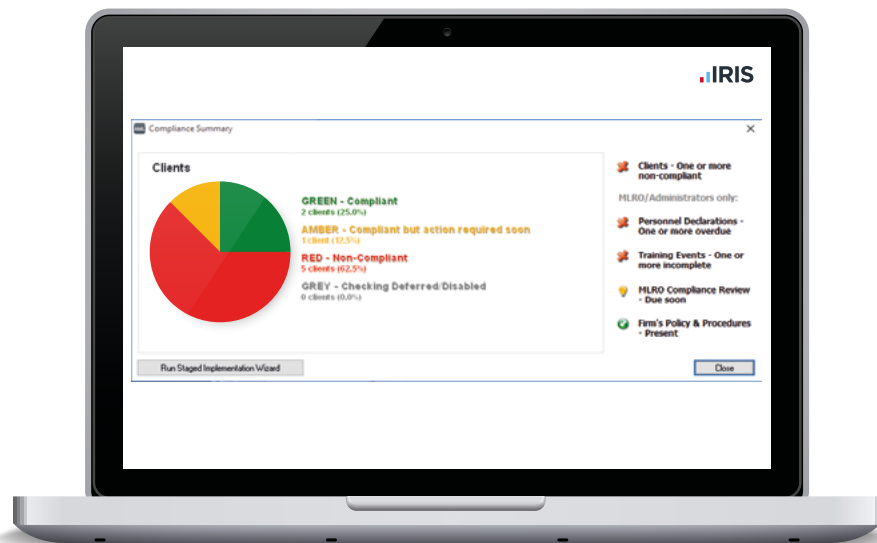 IRIS
Compliance Summary
Clients
GREEN - Compliant
2 clients (25.0%)
AMBER - Compliant but action required soon
1 client (12.5%)
RED - Non-Compliant
5 clients (62.5%)
GREY - Checking Deferred/Disabled
0 clients (0.0%)
Clients - One or more
non-compliant
MLRO/Administrators only:
Personnel Declarations -
One or more overdue
Training Events - One or
more incomplete
MLRO Compliance Review
- Due soon
Firm's Policy & Procedures
- Present
Run Staged Implementation Wizard
Close